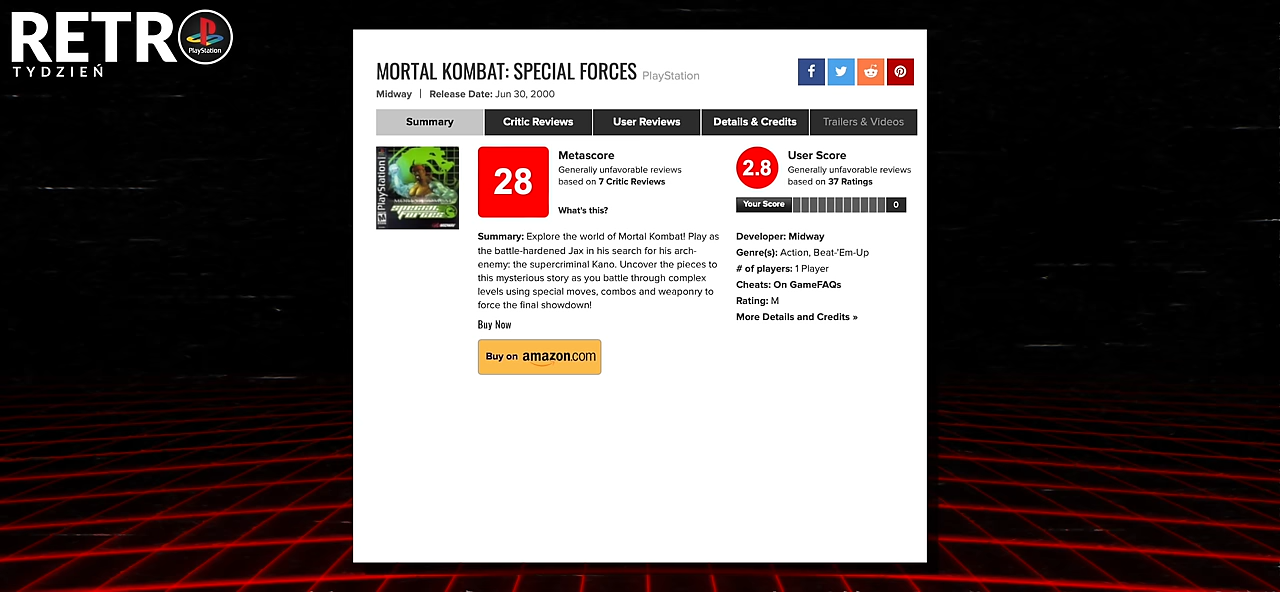 RETR
PlayStation
TYDZIEŃ
MORTAL KOMBAT: SPECIAL FORCES PlayStation
Midway | Release Date: Jun 30, 2000
Summary Critic Reviews User Reviews Details & Credits Trailers & Videos
PlayStation
special
forces
28
Metascore
Generally unfavorable reviews
based on 7 Critic Reviews
What's this?
2.8
User Score
Generally unfavorable reviews
based on 37 Ratings
Your Score 0
Summary: Explore the world of Mortal Kombat! Play as
the battle-hardened Jax in his search for his arch-
enemy: the supercriminal Kano. Uncover the pieces to
this mysterious story as you battle through complex
levels using special moves, combos and weaponry to
force the final showdown!
Buy Now
Buy on amazon.com
Developer: Midway
Genre(s): Action, Beat-'Em-Up
# of players: 1 Player
Cheats: On GameFAQs
Rating: M
More Details and Credits »